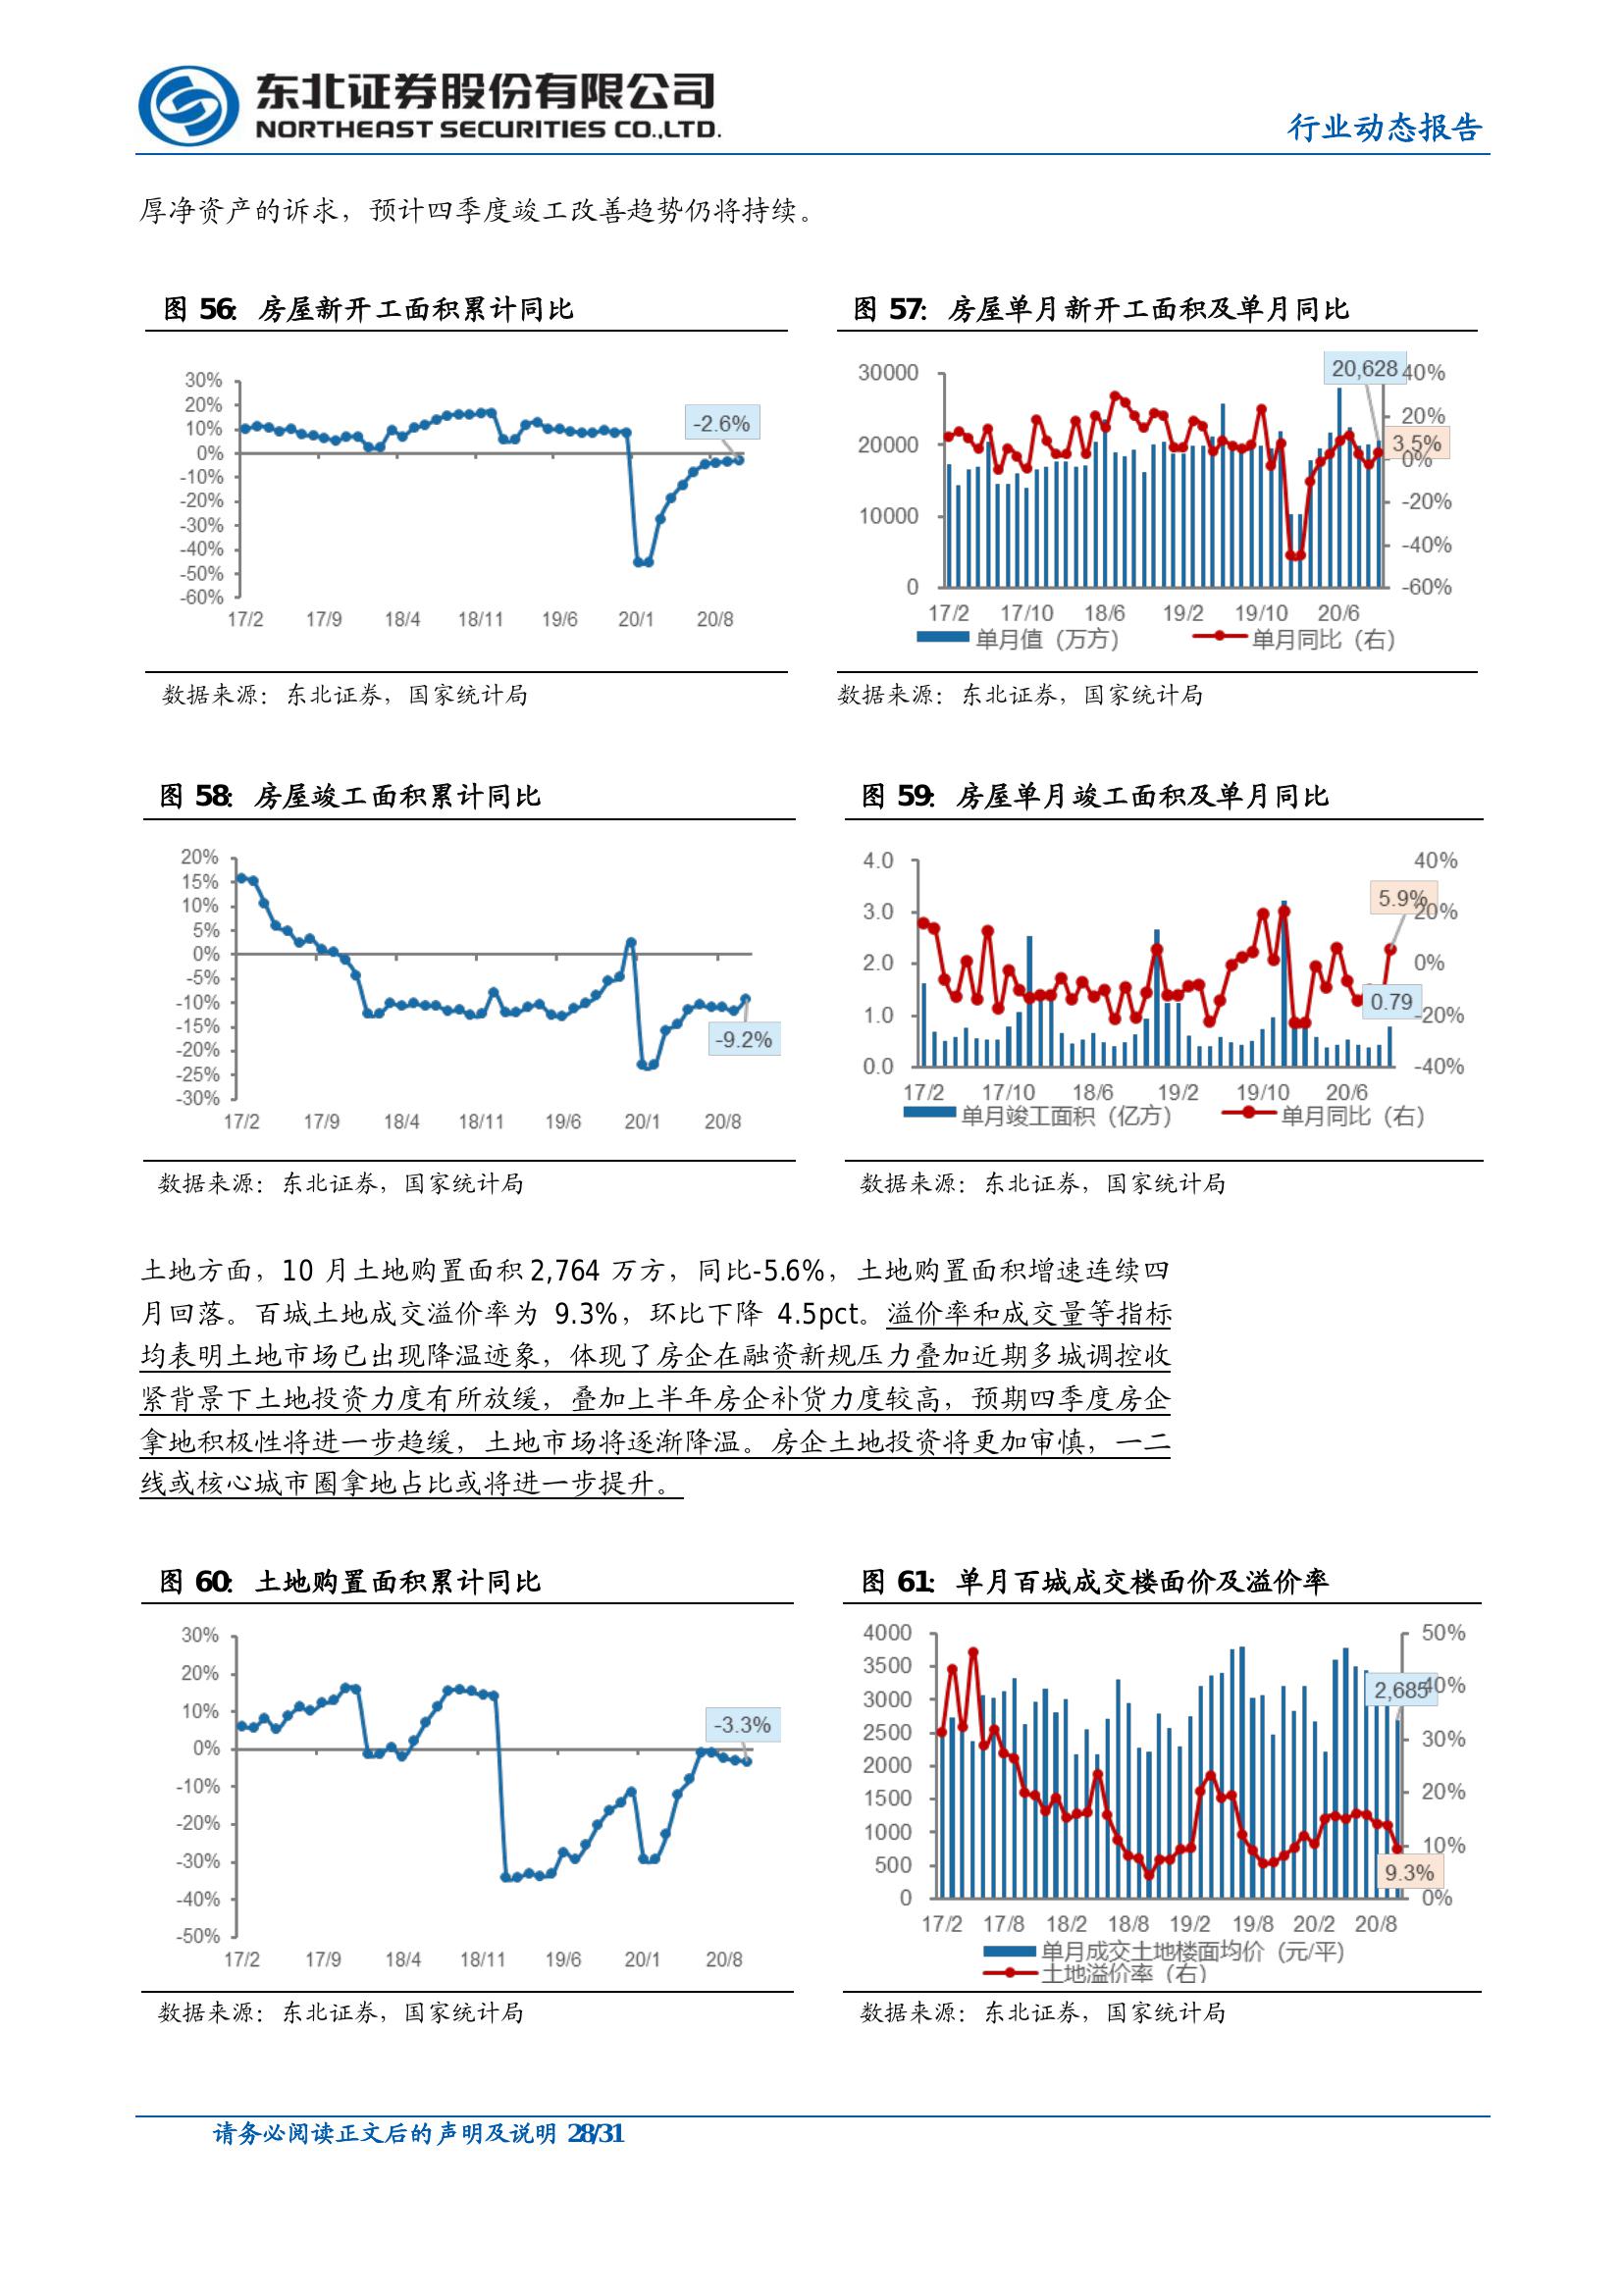 东北证券股份有限公司
NORTHEAST SECURITIES CO.,LTD.
行业动态报告
厚净资产的诉求，预计四季度竣工改善趋势仍将持续。
图 56: 房屋新开工面积累计同比
30%
20%
10%
0%
-10%
-20%
-30%
-40%
-50%
-60%
-2.6%
17/2 17/9 18/4 18/11 19/6 20/1 20/8
数据来源：东北证券，国家统计局
图 57: 房屋单月新开工面积及单月同比
30000
20000
10000
0
20,628
3.5%
40%
20%
0%
-20%
-40%
-60%
17/2 17/10 18/6 19/2 19/10 20/6
单月值（万方） 单月同比（右）
数据来源：东北证券，国家统计局
图 58: 房屋竣工面积累计同比
20%
15%
10%
5%
0%
-5%
-10%
-15%
-20%
-25%
-30%
-9.2%
17/2 17/9 18/4 18/11 19/6 20/1 20/8
数据来源：东北证券，国家统计局
图 59: 房屋单月竣工面积及单月同比
4.0
3.0
2.0
1.0
0.0
5.9%
0.79
40%
20%
0%
-20%
-40%
17/2 17/10 18/6 19/2 19/10 20/6
单月竣工面积（亿方） 单月同比（右）
数据来源：东北证券，国家统计局
土地方面，10 月土地购置面积 2,764 万方，同比-5.6%，土地购置面积增速连续四
月回落。百城土地成交溢价率为 9.3%，环比下降 4.5pct。溢价率和成交量等指标
均表明土地市场已出现降温迹象，体现了房企在融资新规压力叠加近期多城调控收
紧背景下土地投资力度有所放缓，叠加上半年房企补货力度较高，预期四季度房企
拿地积极性将进一步趋缓，土地市场将逐渐降温。房企土地投资将更加审慎，一二
线或核心城市圈拿地占比或将进一步提升。
图 60: 土地购置面积累计同比
30%
20%
10%
0%
-10%
-20%
-30%
-40%
-50%
-3.3%
17/2 17/9 18/4 18/11 19/6 20/1 20/8
数据来源：东北证券，国家统计局
图 61: 单月百城成交楼面价及溢价率
4000
3500
3000
2500
2000
1500
1000
500
0
2,685
9.3%
50%
40%
30%
20%
10%
0%
17/2 17/8 18/2 18/8 19/2 19/8 20/2 20/8
单月成交土地楼面均价（元/平）
土地溢价率（右）
数据来源：东北证券，国家统计局
请务必阅读正文后的声明及说明 28/31